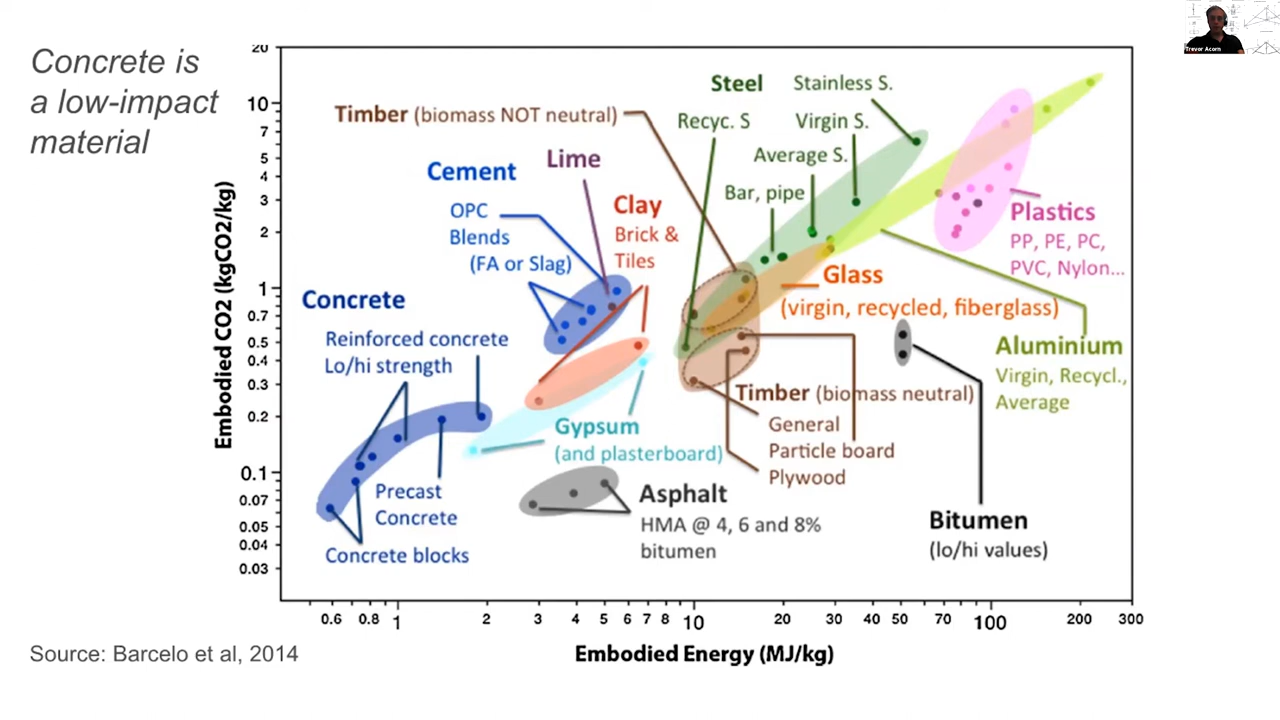 Concrete is
a low-impact
material
Trevor Acorn
Embodied CO2 (kgCO2/kg)
20
10
7
5
4
3
2
1
0.7
0.5
0.4
0.3
0.2
0.1
0.07
0.05
0.04
0.03
Timber (biomass NOT neutral)
Steel
Stainless S.
Recyc. S
Virgin S.
Average S.
Bar, pipe
Lime
Cement
OPC
Blends
(FA or Slag)
Clay
Brick &
Tiles
Plastics
PP, PE, PC,
PVC, Nylon...
Glass
(virgin, recycled, fiberglass)
Concrete
Reinforced concrete
Lo/hi strength
Aluminium
Virgin, Recycl.,
Average
Timber (biomass neutral)
General
Particle board
Plywood
Gypsum
(and plasterboard)
Precast
Concrete
Concrete blocks
Asphalt
HMA @ 4, 6 and 8%
bitumen
Bitumen
(lo/hi values)
0.6 0.8 1 2 3 4 5 6 7 8 10 20 30 40 50 70 100 200 300
Embodied Energy (MJ/kg)
Source: Barcelo et al, 2014